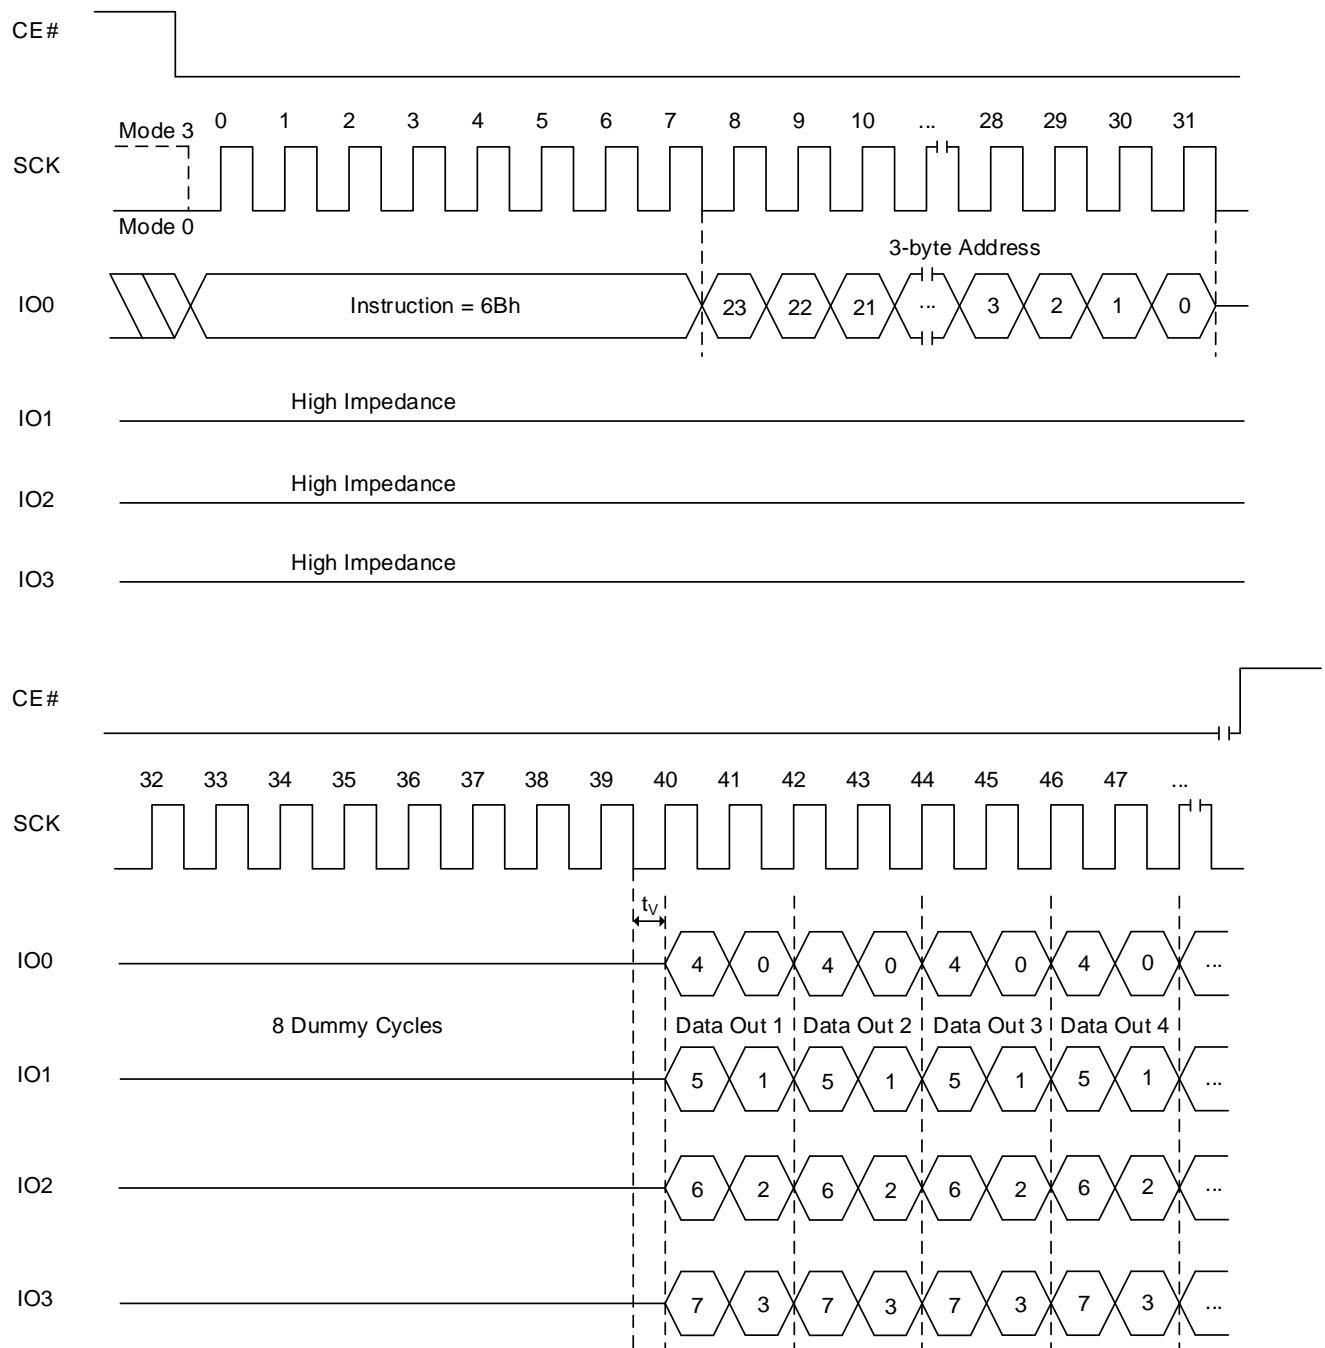 CE#
Mode 3 0 1 2 3 4 5 6 7 8 9 10 ... 28 29 30 31
SCK
Mode 0
3-byte Address
IO0 Instruction = 6Bh 23 22 21 ... 3 2 1 0
High Impedance
IO1
High Impedance
IO2
High Impedance
IO3
CE#
32 33 34 35 36 37 38 39 40 41 42 43 44 45 46 47 ...
SCK
tV
IO0 4 0 4 0 4 0 4 0 ...
8 Dummy Cycles Data Out 1 Data Out 2 Data Out 3 Data Out 4
IO1 5 1 5 1 5 1 5 1 ...
IO2 6 2 6 2 6 2 6 2 ...
IO3 7 3 7 3 7 3 7 3 ...